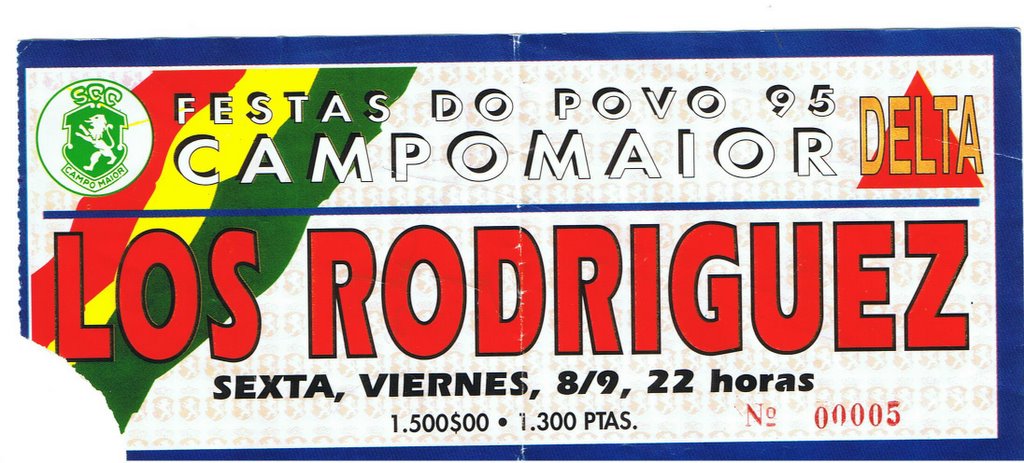 SCC
CAMPO MAIOR
FESTAS DO POVO 95
CAMPOMAIOR
DELTA
LOS RODRIGUEZ
SEXTA, VIERNES, 8/9, 22 horas
1.500$00 • 1.300 PTAS.
Nº 00005